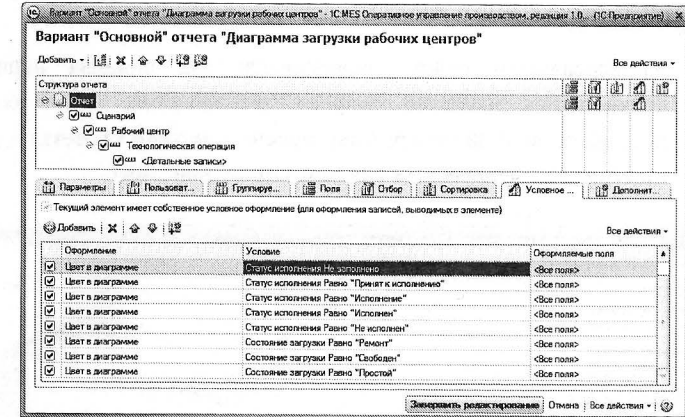 Вариант "Основной" отчета "Диаграмма загрузки рабочих центров" - 1С:MES Оперативное управление производством, редакция 1.0... (1С:Предприятие)
Вариант "Основной" отчета "Диаграмма загрузки рабочих центров"
Добавить Все действия
Структура отчета
Отчет
Сценарий
Рабочий центр
Технологическая операция
<Детальные записи>
Параметры Пользоват... Группируе... Поля Отбор Сортировка Условное ... Дополнит...
Текущий элемент имеет собственное условное оформление (для оформления записей, выводимых в элементе)
Добавить Все действия
Оформление Условие Оформляемые поля
Цвет в диаграмме Статус исполнения Не заполнено <Все поля>
Цвет в диаграмме Статус исполнения Равно "Принят к исполнению" <Все поля>
Цвет в диаграмме Статус исполнения Равно "Исполнение" <Все поля>
Цвет в диаграмме Статус исполнения Равно "Исполнен" <Все поля>
Цвет в диаграмме Статус исполнения Равно "Не исполнен" <Все поля>
Цвет в диаграмме Состояние загрузки Равно "Ремонт" <Все поля>
Цвет в диаграмме Состояние загрузки Равно "Свободен" <Все поля>
Цвет в диаграмме Состояние загрузки Равно "Простой" <Все поля>
Завершить редактирование Отмена Все действия